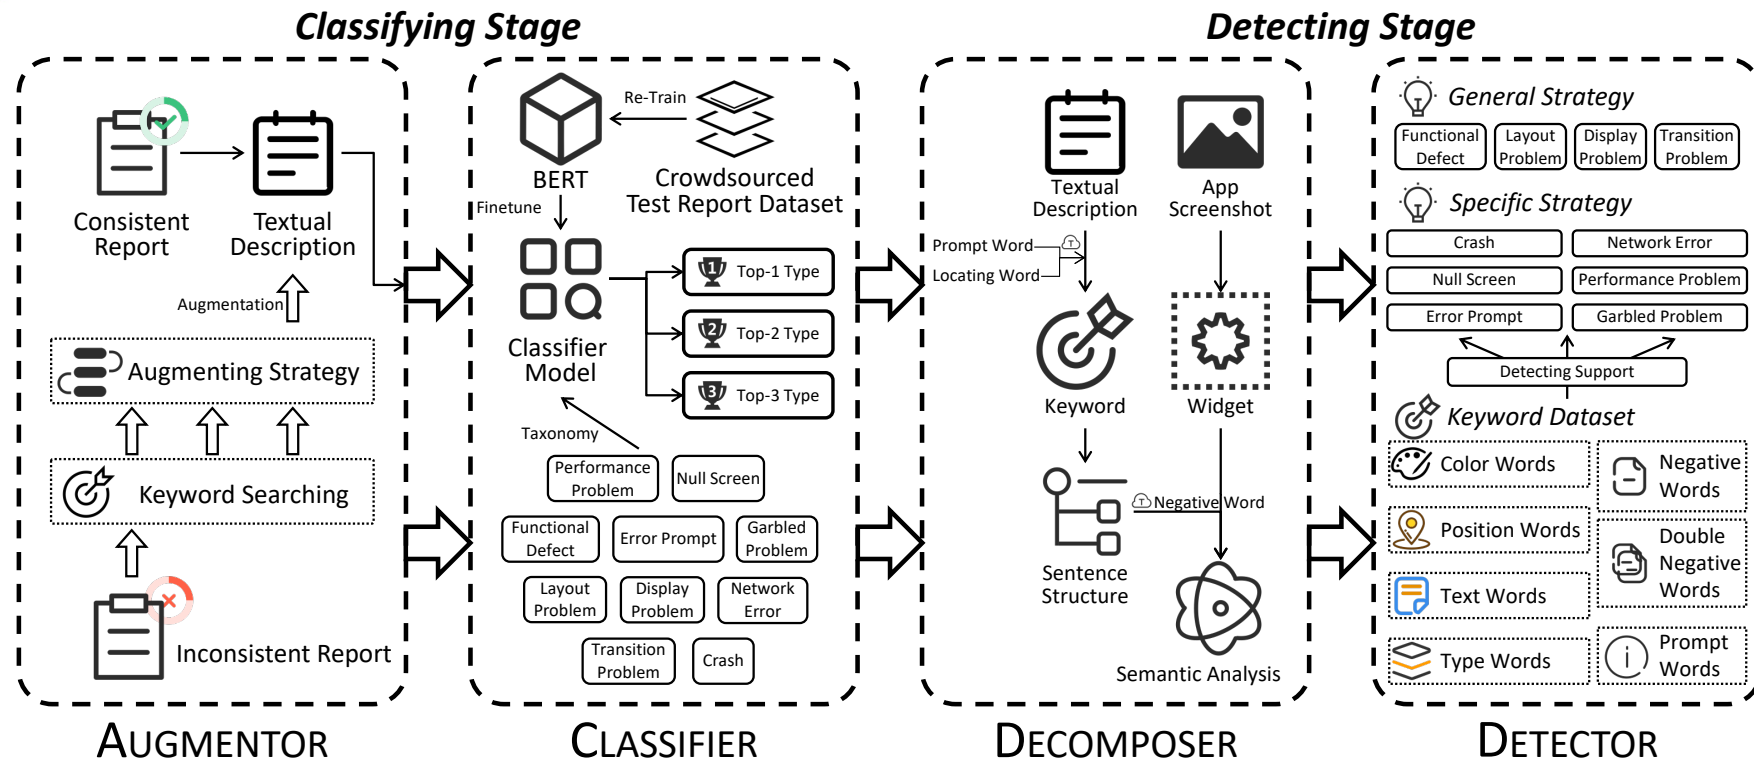 Classifying Stage
Detecting Stage
Consistent
Report
Textual
Description
Augmentation
Augmenting Strategy
Keyword Searching
Inconsistent Report
AUGMENTOR
Re-Train
BERT
Crowdsourced
Test Report Dataset
Finetune
Classifier
Model
1
Top-1 Type
2
Top-2 Type
3
Top-3 Type
Taxonomy
Performance
Problem
Null Screen
Functional
Defect
Error Prompt
Garbled
Problem
Layout
Problem
Display
Problem
Network
Error
Transition
Problem
Crash
CLASSIFIER
Textual
Description
App
Screenshot
Prompt Word
T
Locating Word
Keyword
Widget
T
Negative Word
Sentence
Structure
Semantic Analysis
DECOMPOSER
General Strategy
Functional
Defect
Layout
Problem
Display
Problem
Transition
Problem
Specific Strategy
Crash
Network Error
Null Screen
Performance Problem
Error Prompt
Garbled Problem
Detecting Support
Keyword Dataset
Color Words
Negative
Words
Position Words
Double
Negative
Words
Text Words
Type Words
i
Prompt
Words
DETECTOR